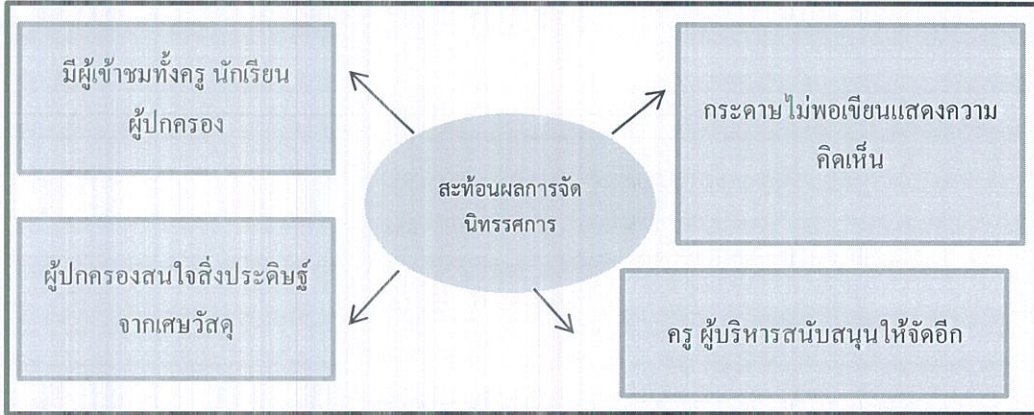 มีผู้เข้าชมทั้งครู นักเรียน
ผู้ปกครอง
กระดาษไม่พอเขียนแสดงความ
คิดเห็น
สะท้อนผลการจัด
นิทรรศการ
ผู้ปกครองสนใจสิ่งประดิษฐ์
จากเศษวัสดุ
ครู ผู้บริหารสนับสนุนให้จัดอีก